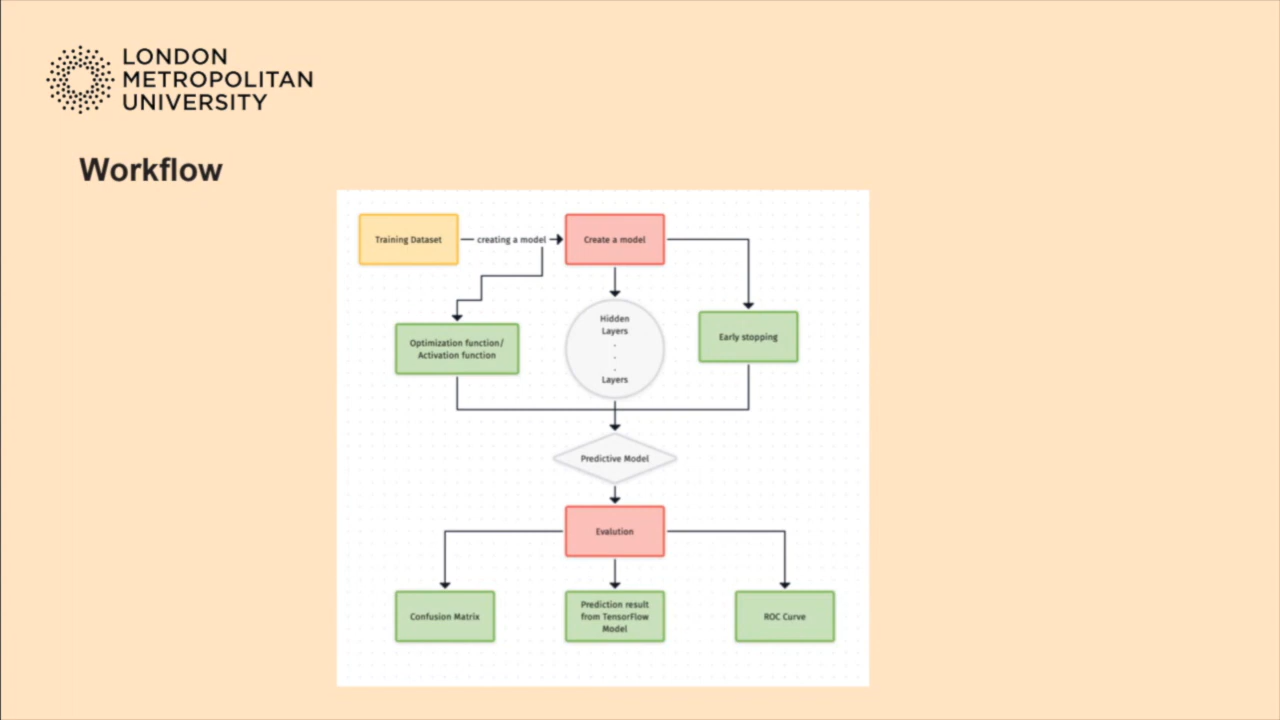 LONDON
METROPOLITAN
UNIVERSITY
Workflow
Training Dataset
creating a model
Create a model
Optimization function/
Activation function
Hidden
Layers
.
.
.
Layers
Early stopping
Predictive Model
Evalution
Confusion Matrix
Prediction result
from TensorFlow
Model
ROC Curve